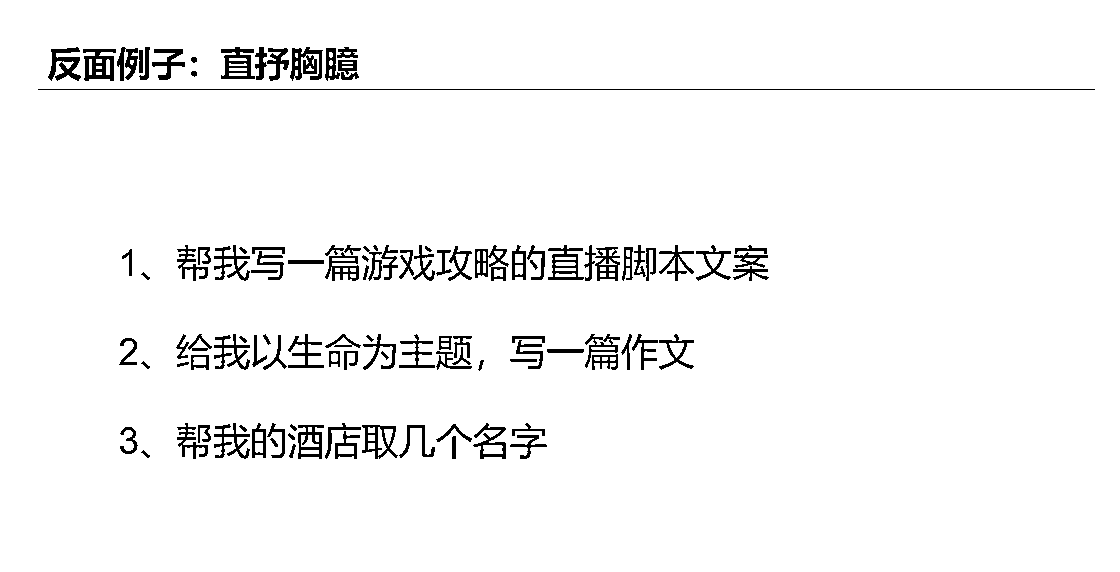 反面例子：直抒胸臆
1、帮我写一篇游戏攻略的直播脚本文案
2、给我以生命为主题，写一篇作文
3、帮我的酒店取几个名字